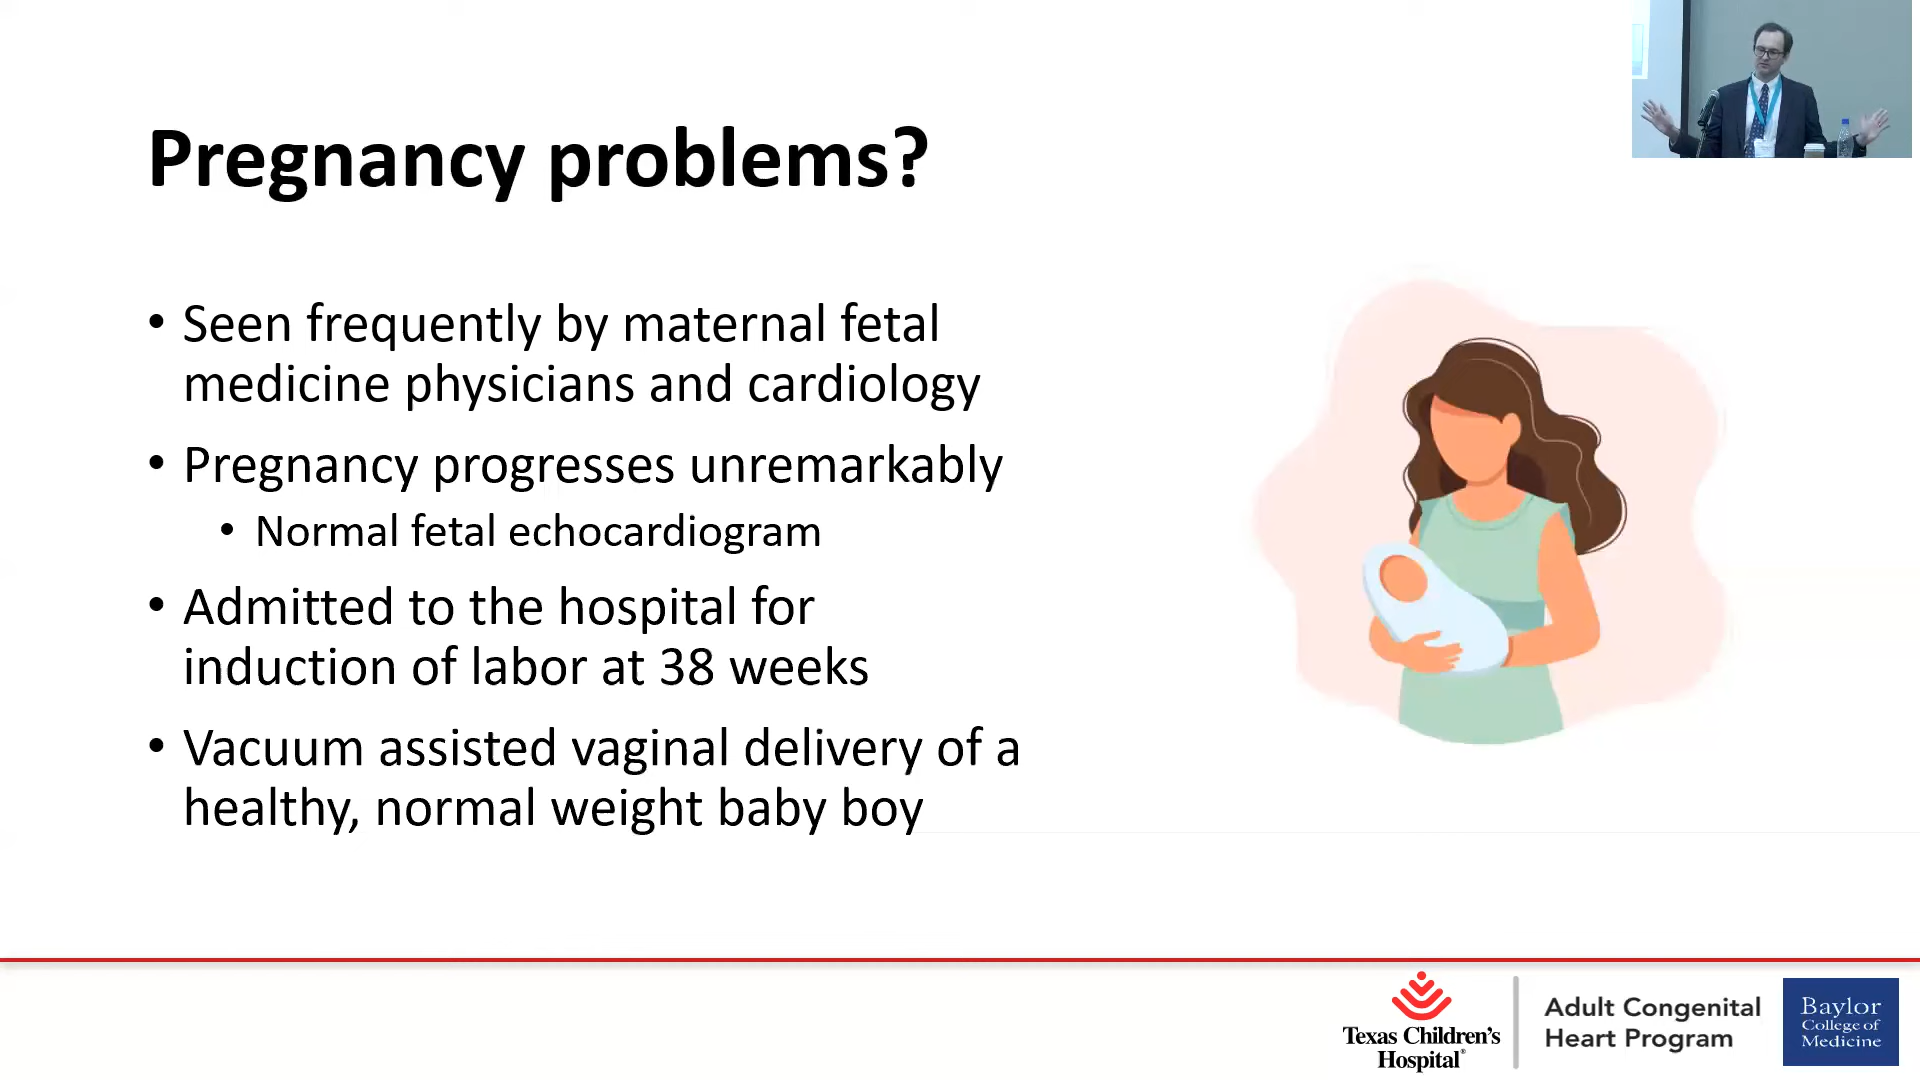 Pregnancy problems?
• Seen frequently by maternal fetal
medicine physicians and cardiology
• Pregnancy progresses unremarkably
• Normal fetal echocardiogram
• Admitted to the hospital for
induction of labor at 38 weeks
• Vacuum assisted vaginal delivery of a
healthy, normal weight baby boy
Texas Children's
Hospital®
Adult Congenital
Heart Program
Baylor
College of
Medicine